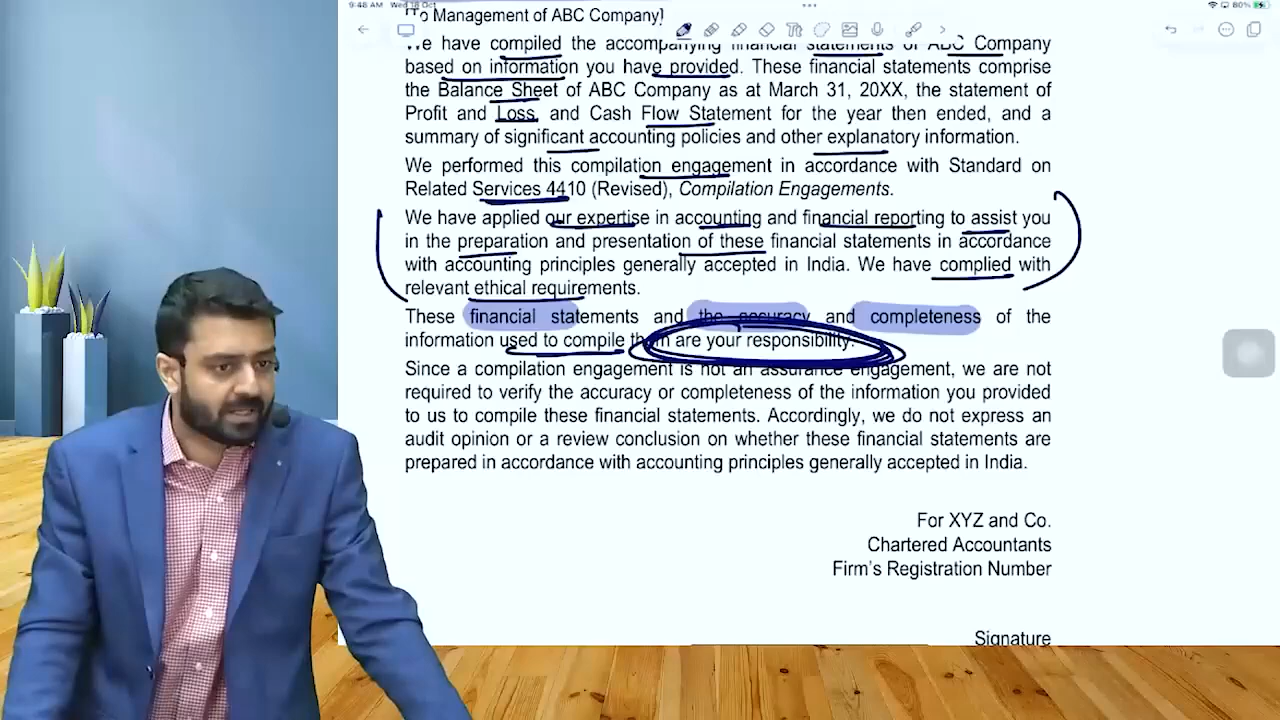 9:48 AM Wed 18 Oct
80%
[To Management of ABC Company]
We have compiled the accompanying financial statements of ABC Company
based on information you have provided. These financial statements comprise
the Balance Sheet of ABC Company as at March 31, 20XX, the statement of
Profit and Loss, and Cash Flow Statement for the year then ended, and a
summary of significant accounting policies and other explanatory information.
We performed this compilation engagement in accordance with Standard on
Related Services 4410 (Revised), Compilation Engagements.
We have applied our expertise in accounting and financial reporting to assist you
in the preparation and presentation of these financial statements in accordance
with accounting principles generally accepted in India. We have complied with
relevant ethical requirements.
These financial statements and the accuracy and completeness of the
information used to compile them are your responsibility.
Since a compilation engagement is not an assurance engagement, we are not
required to verify the accuracy or completeness of the information you provided
to us to compile these financial statements. Accordingly, we do not express an
audit opinion or a review conclusion on whether these financial statements are
prepared in accordance with accounting principles generally accepted in India.
For XYZ and Co.
Chartered Accountants
Firm's Registration Number
Signature